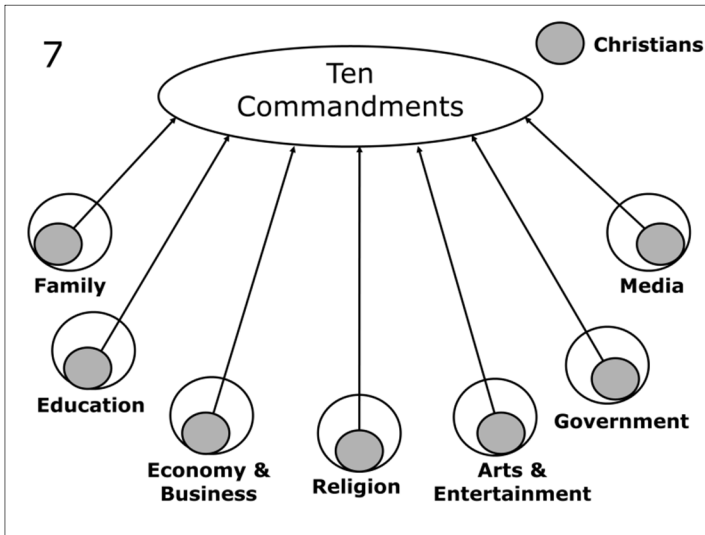 7
Christians
Ten
Commandments
Family
Media
Education
Government
Economy &
Business
Religion
Arts &
Entertainment